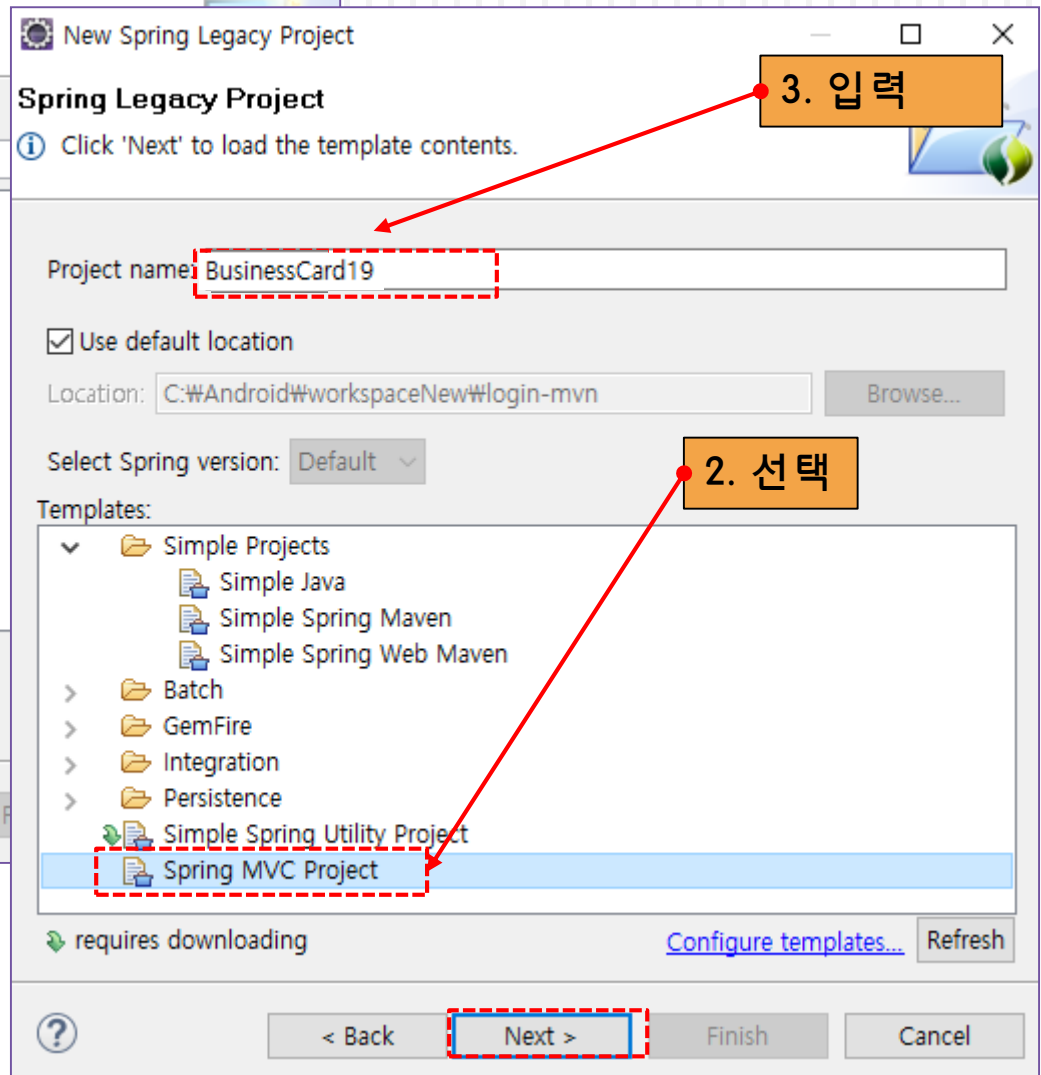 New Spring Legacy Project
Spring Legacy Project
3. 입력
Click 'Next' to load the template contents.
Project name: BusinessCard19
Use default location
Location: C:₩Android₩workspaceNew₩login-mvn Browse...
Select Spring version: Default
2. 선택
Templates:
Simple Projects
Simple Java
Simple Spring Maven
Simple Spring Web Maven
Batch
GemFire
Integration
Persistence
Simple Spring Utility Project
Spring MVC Project
requires downloading Configure templates... Refresh
? < Back Next > Finish Cancel